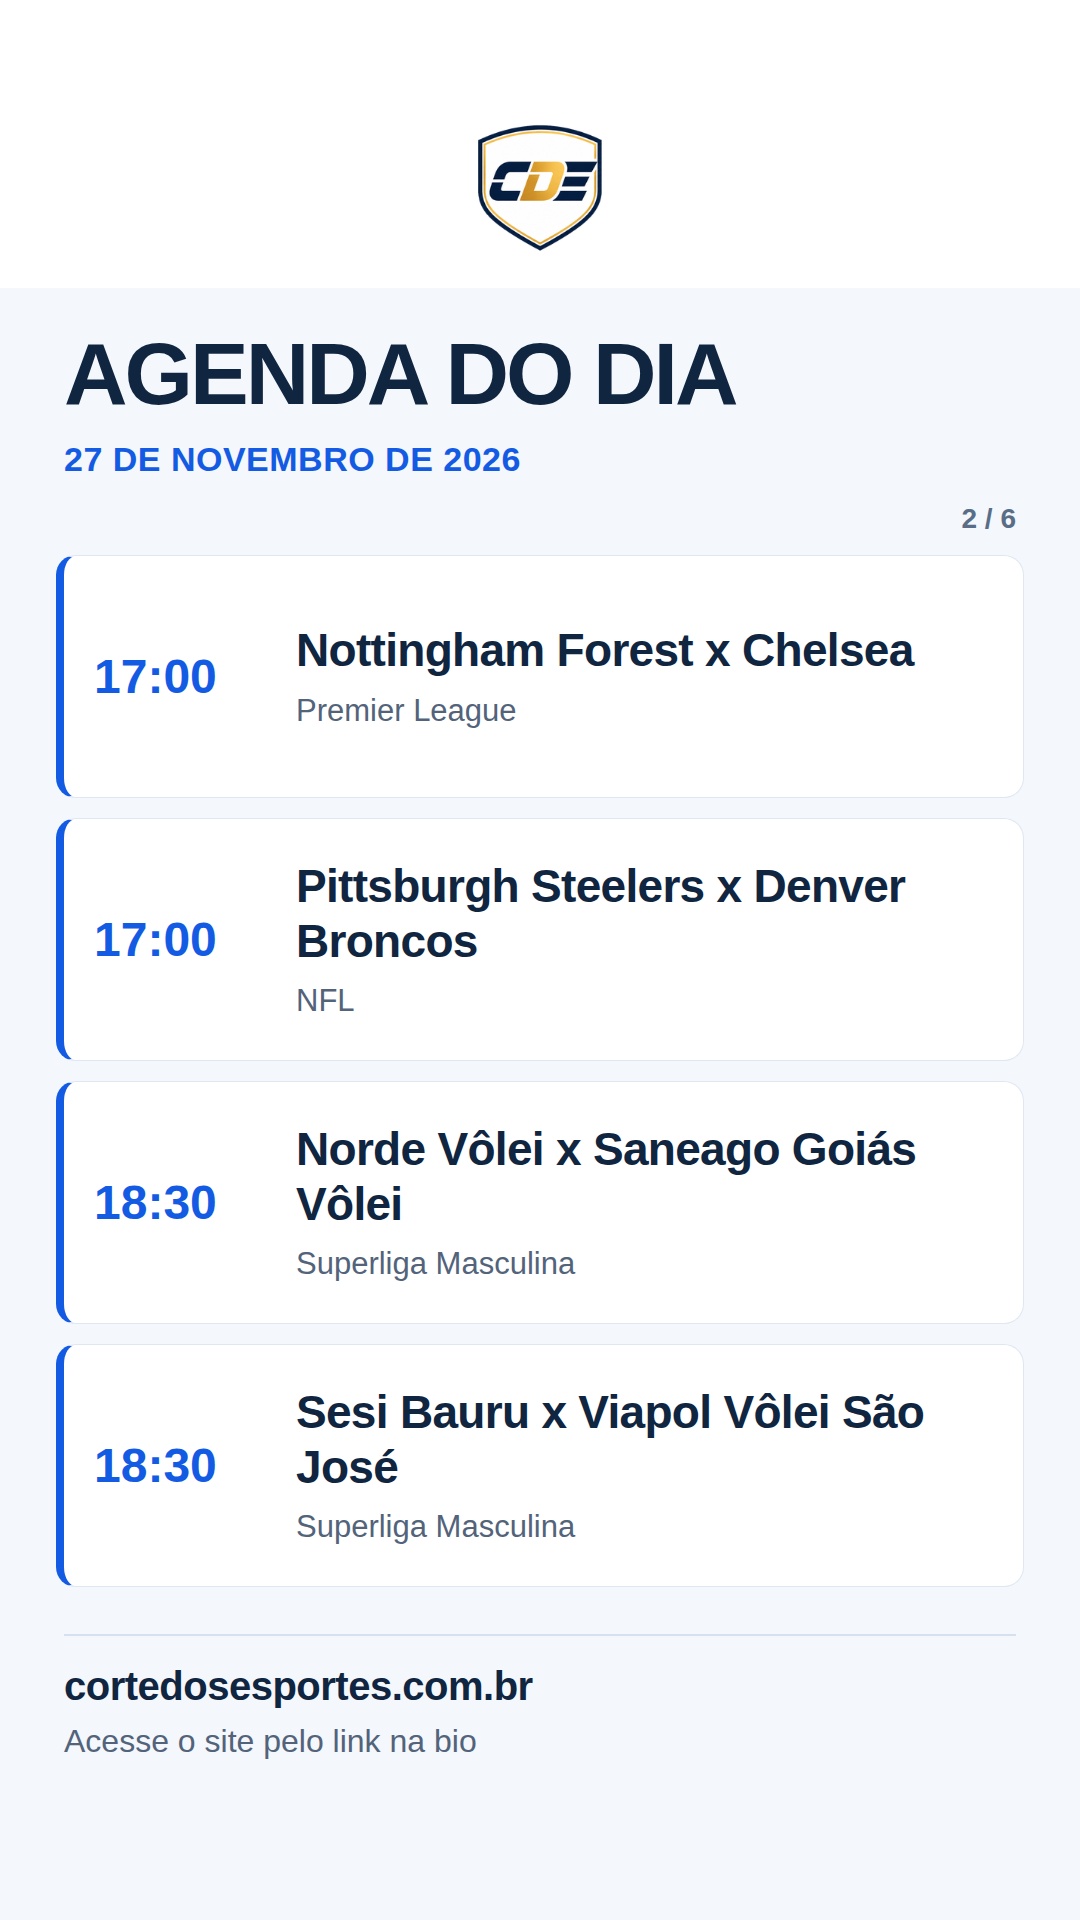 CDE
AGENDA DO DIA
27 DE NOVEMBRO DE 2026
2 / 6
17:00
Nottingham Forest x Chelsea
Premier League
17:00
Pittsburgh Steelers x Denver
Broncos
NFL
18:30
Norde Vôlei x Saneago Goiás
Vôlei
Superliga Masculina
18:30
Sesi Bauru x Viapol Vôlei São
José
Superliga Masculina
cortedosesportes.com.br
Acesse o site pelo link na bio